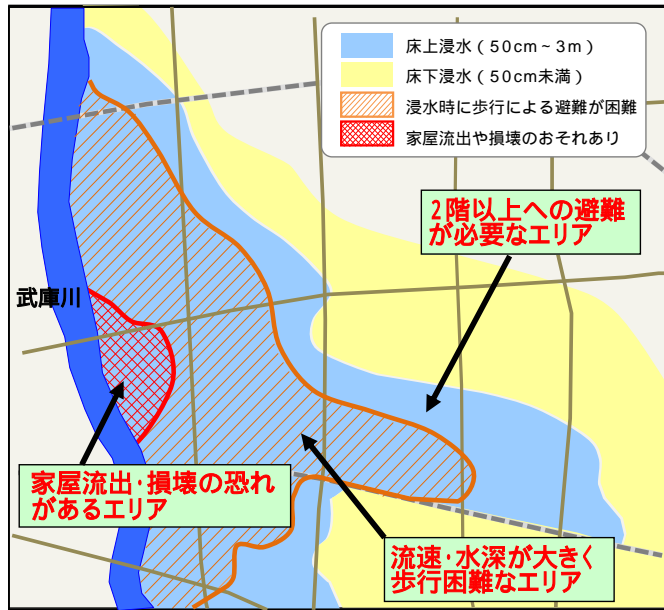 床上浸水（50cm～3m）
床下浸水（50cm未満）
浸水時に歩行による避難が困難
家屋流出や損壊のおそれあり
2階以上への避難
が必要なエリア
武庫川
家屋流出･損壊の恐れ
があるエリア
流速･水深が大きく
歩行困難なエリア